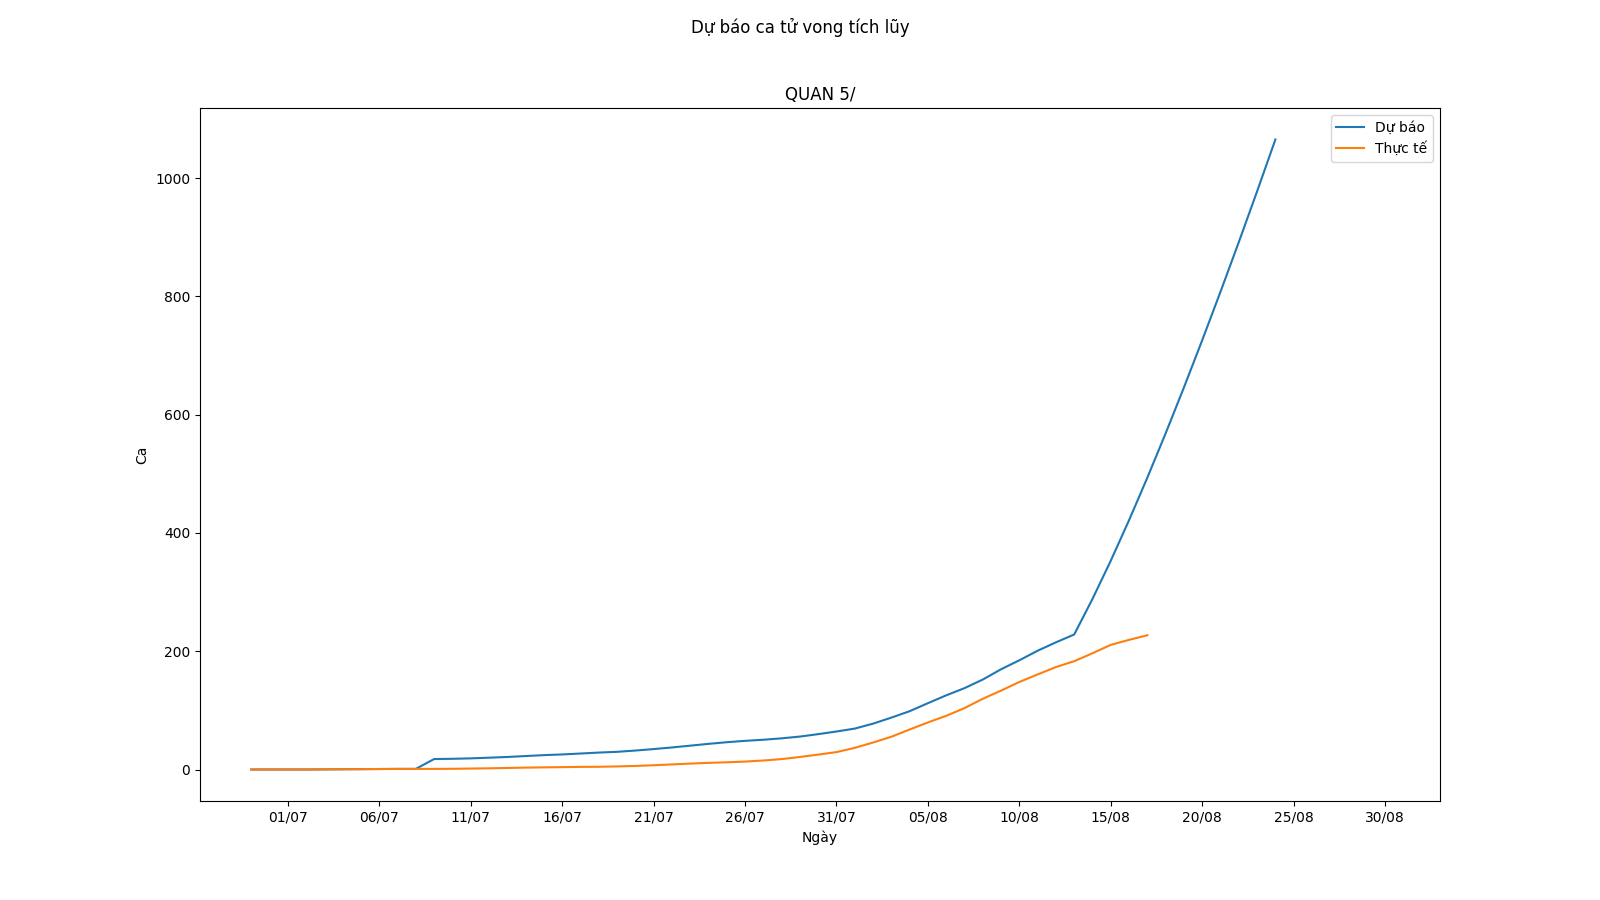 Dự báo ca tử vong tích lũy
QUAN 5/
Dự báo
Thực tế
1000
800
600
400
200
0
Ca
01/07 06/07 11/07 16/07 21/07 26/07 31/07 05/08 10/08 15/08 20/08 25/08 30/08
Ngày